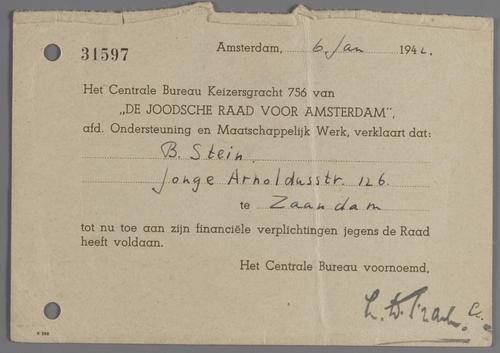 31597
Amsterdam, 6 Jan 1942.
Het Centrale Bureau Keizersgracht 756 van
„DE JOODSCHE RAAD VOOR AMSTERDAM”,
afd. Ondersteuning en Maatschappelijk Werk, verklaart dat:
B. Stein.
Jonge Arnoldusstr. 126.
te Zaandam
tot nu toe aan zijn financiële verplichtingen jegens de Raad
heeft voldaan.
Het Centrale Bureau voornoemd,